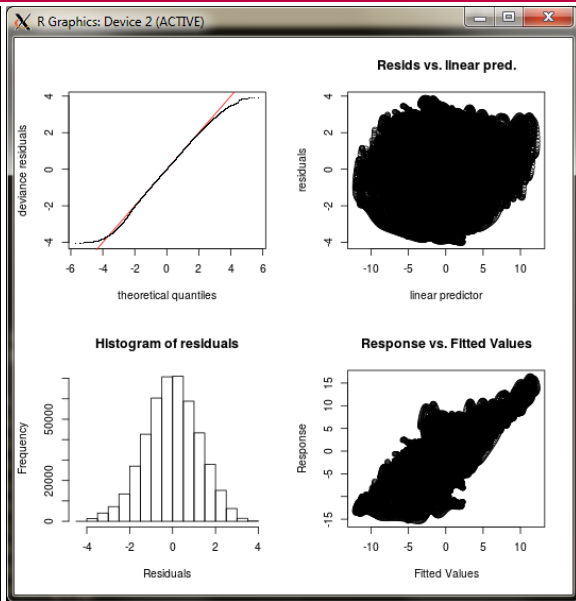 R Graphics: Device 2 (ACTIVE)
deviance residuals
4
2
0
-2
-4
-6 -4 -2 0 2 4 6
theoretical quantiles
Resids vs. linear pred.
residuals
4
2
0
-2
-4
-10 -5 0 5 10
linear predictor
Histogram of residuals
Frequency
50000
20000
0
-4 -2 0 2 4
Residuals
Response vs. Fitted Values
Response
15
10
5
0
-5
-15
-10 -5 0 5 10
Fitted Values